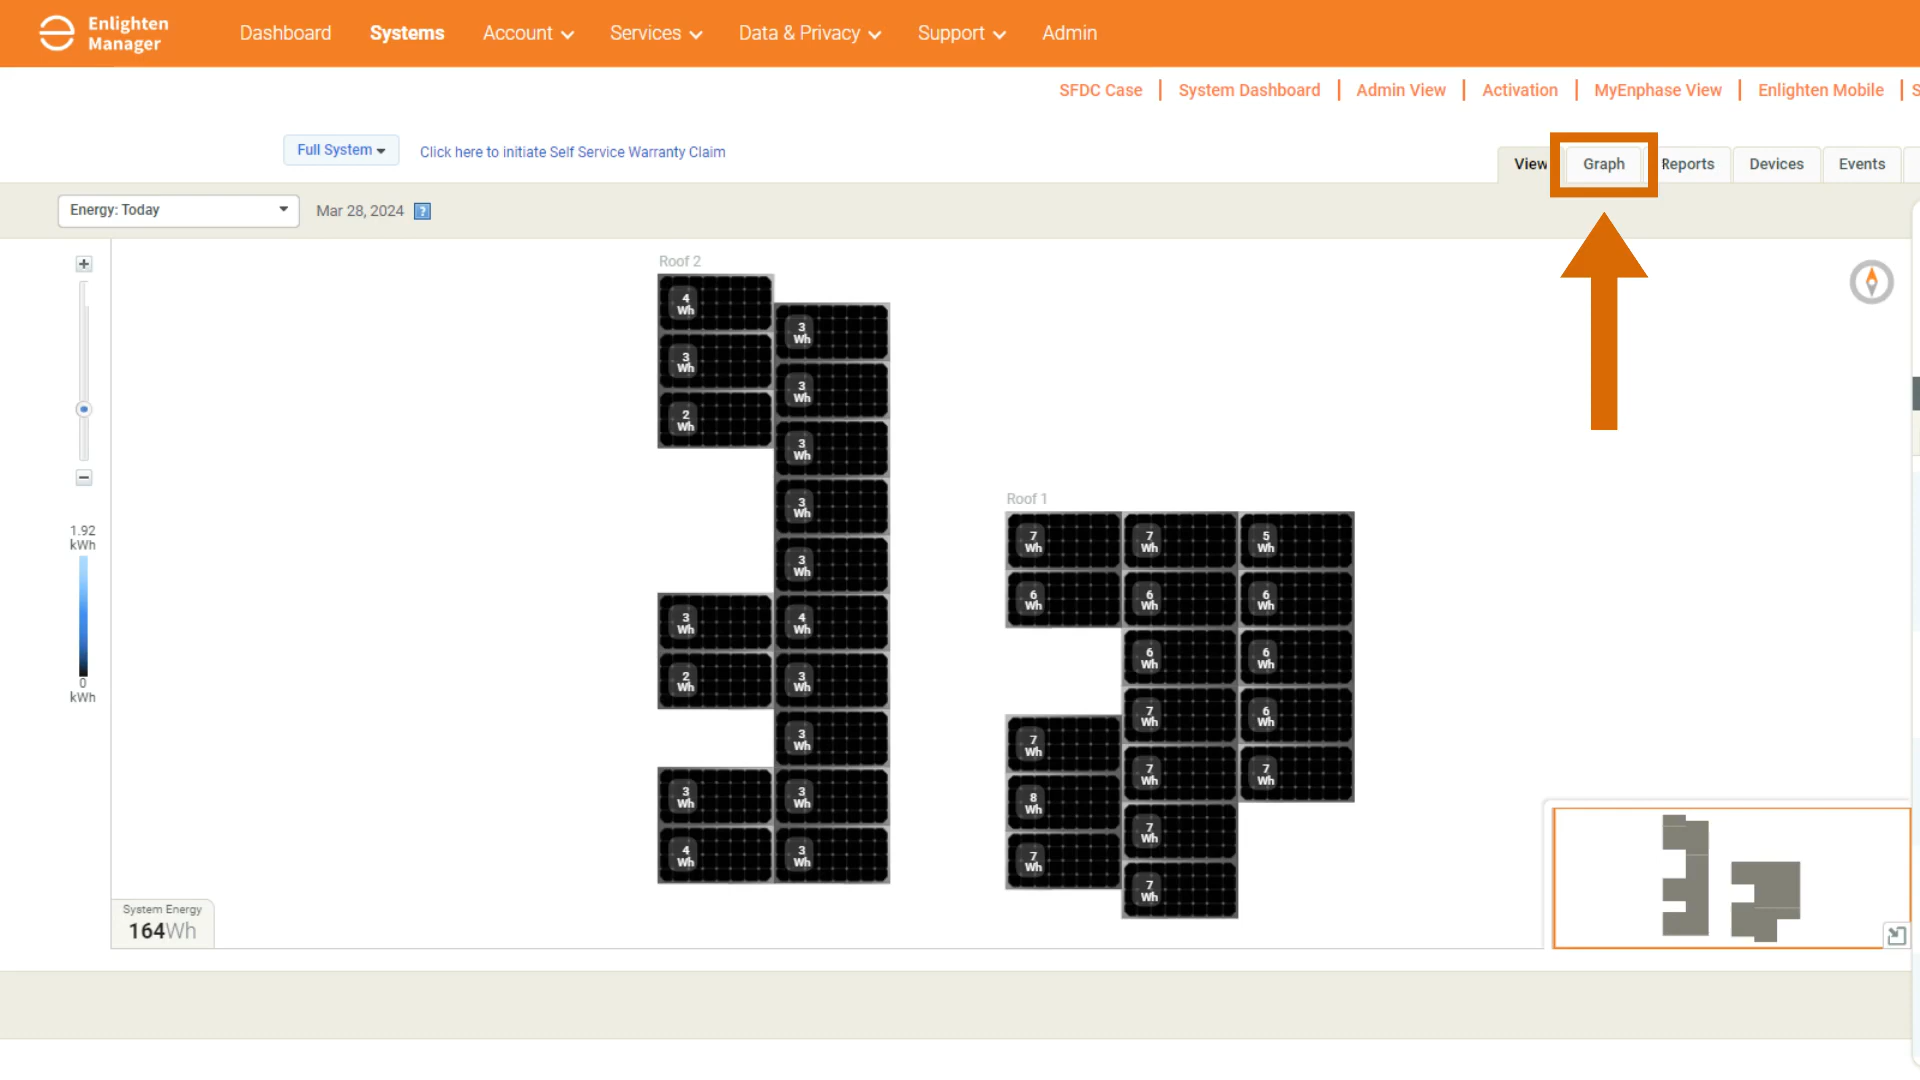 Enlighten
Manager
Dashboard
Systems
Account
Services
Data & Privacy
Support
Admin
SFDC Case
System Dashboard
Admin View
Activation
MyEnphase View
Enlighten Mobile
S
Full System
Click here to initiate Self Service Warranty Claim
View
Graph
Reports
Devices
Events
Energy: Today
Mar 28, 2024
?
1.92
kWh
0
kWh
Roof 2
4
Wh
3
Wh
2
Wh
3
Wh
2
Wh
3
Wh
4
Wh
3
Wh
3
Wh
3
Wh
3
Wh
3
Wh
4
Wh
3
Wh
3
Wh
3
Wh
3
Wh
Roof 1
7
Wh
6
Wh
7
Wh
8
Wh
7
Wh
7
Wh
6
Wh
6
Wh
7
Wh
7
Wh
7
Wh
7
Wh
5
Wh
6
Wh
6
Wh
6
Wh
7
Wh
System Energy
164Wh